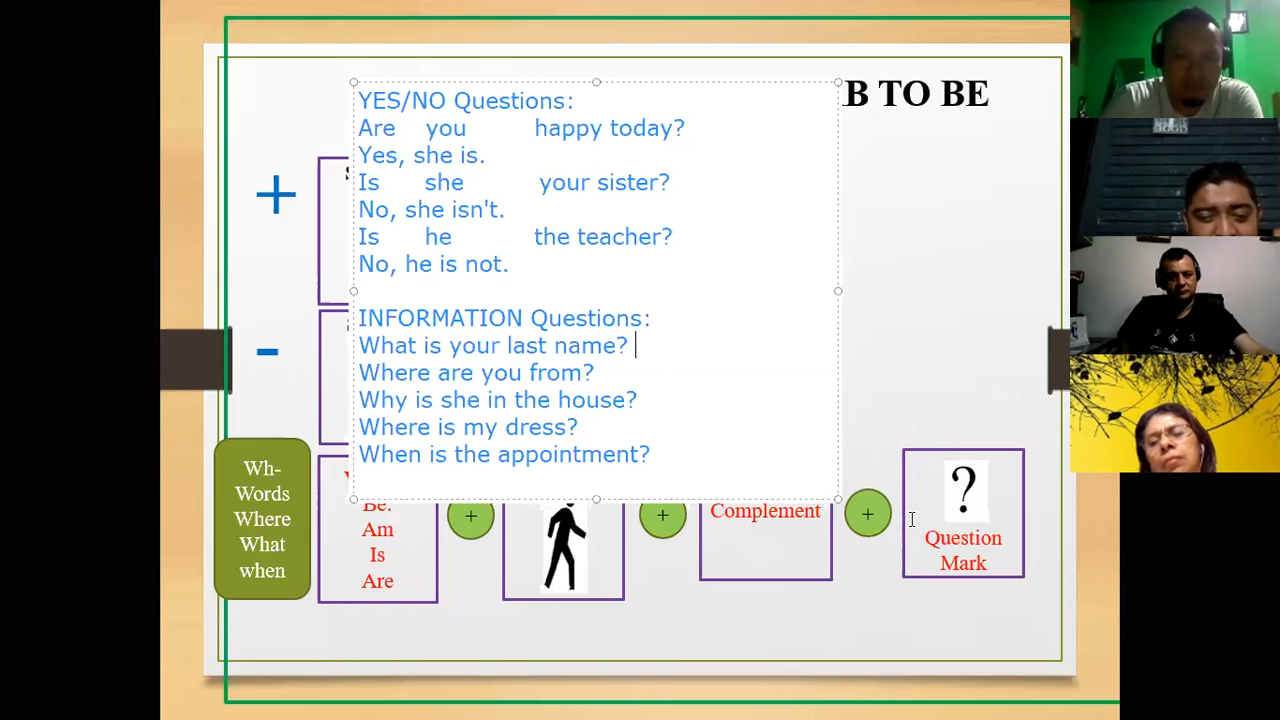 B TO BE
YES/NO Questions:
Are you happy today?
Yes, she is.
Is she your sister?
No, she isn't.
Is he the teacher?
No, he is not.
INFORMATION Questions:
What is your last name?
Where are you from?
Why is she in the house?
Where is my dress?
When is the appointment?
+
-
Wh-
Words
Where
What
when
Be:
Am
Is
Are
+
+
Complement
+
?
Question
Mark